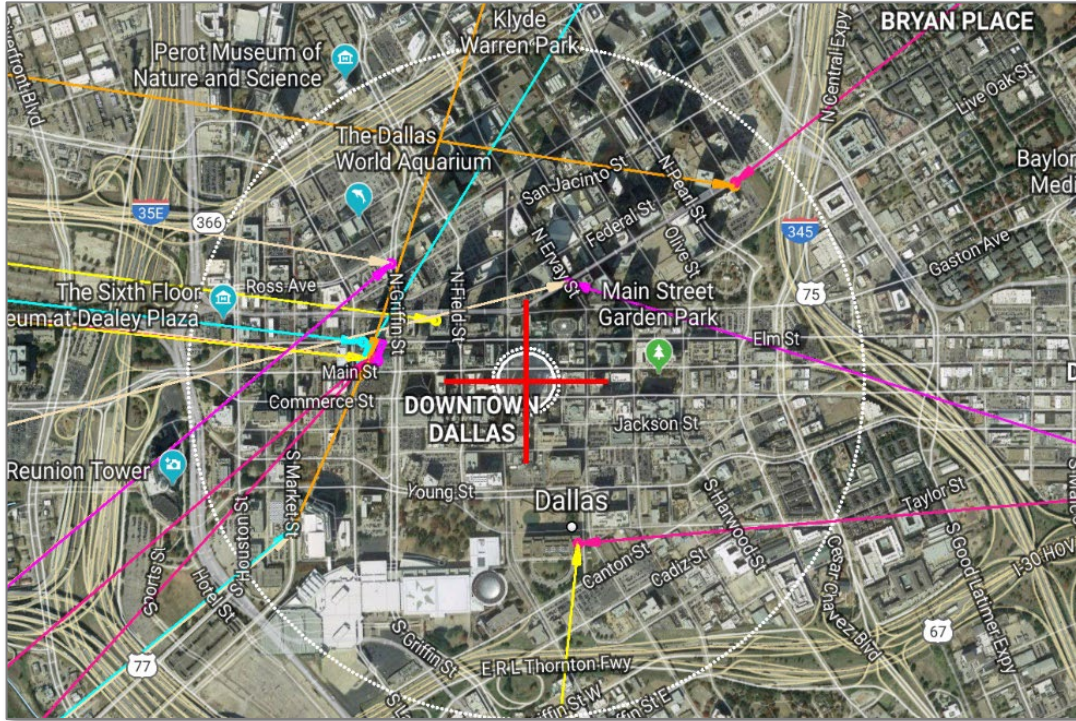 Klyde
Warren Park
BRYAN PLACE
Perot Museum of
Nature and Science
N Central Expy
Live Oak St
The Dallas
World Aquarium
San Jacinto St
N Pearl St
Baylor
Medi
35E
366
Federal St
Olive St
345
N Ervay St
Gaston Ave
Ross Ave
N Griffin St
N Field St
75
The Sixth Floor
eum at Dealey Plaza
Main Street
Garden Park
Elm St
Main St
Commerce St
D
DOWNTOWN
DALLAS
Jackson St
Reunion Tower
S Market St
Young St
Dallas
S Harwood St
Taylor St
S Houston St
Sports St
Hotel St
Canton St
Cadiz St
Cesar Chavez Blvd
S Good Latimer Expy
I-30 HOV
77
S Griffin St
67
E R L Thornton Fwy
iffin St W
iffin St E